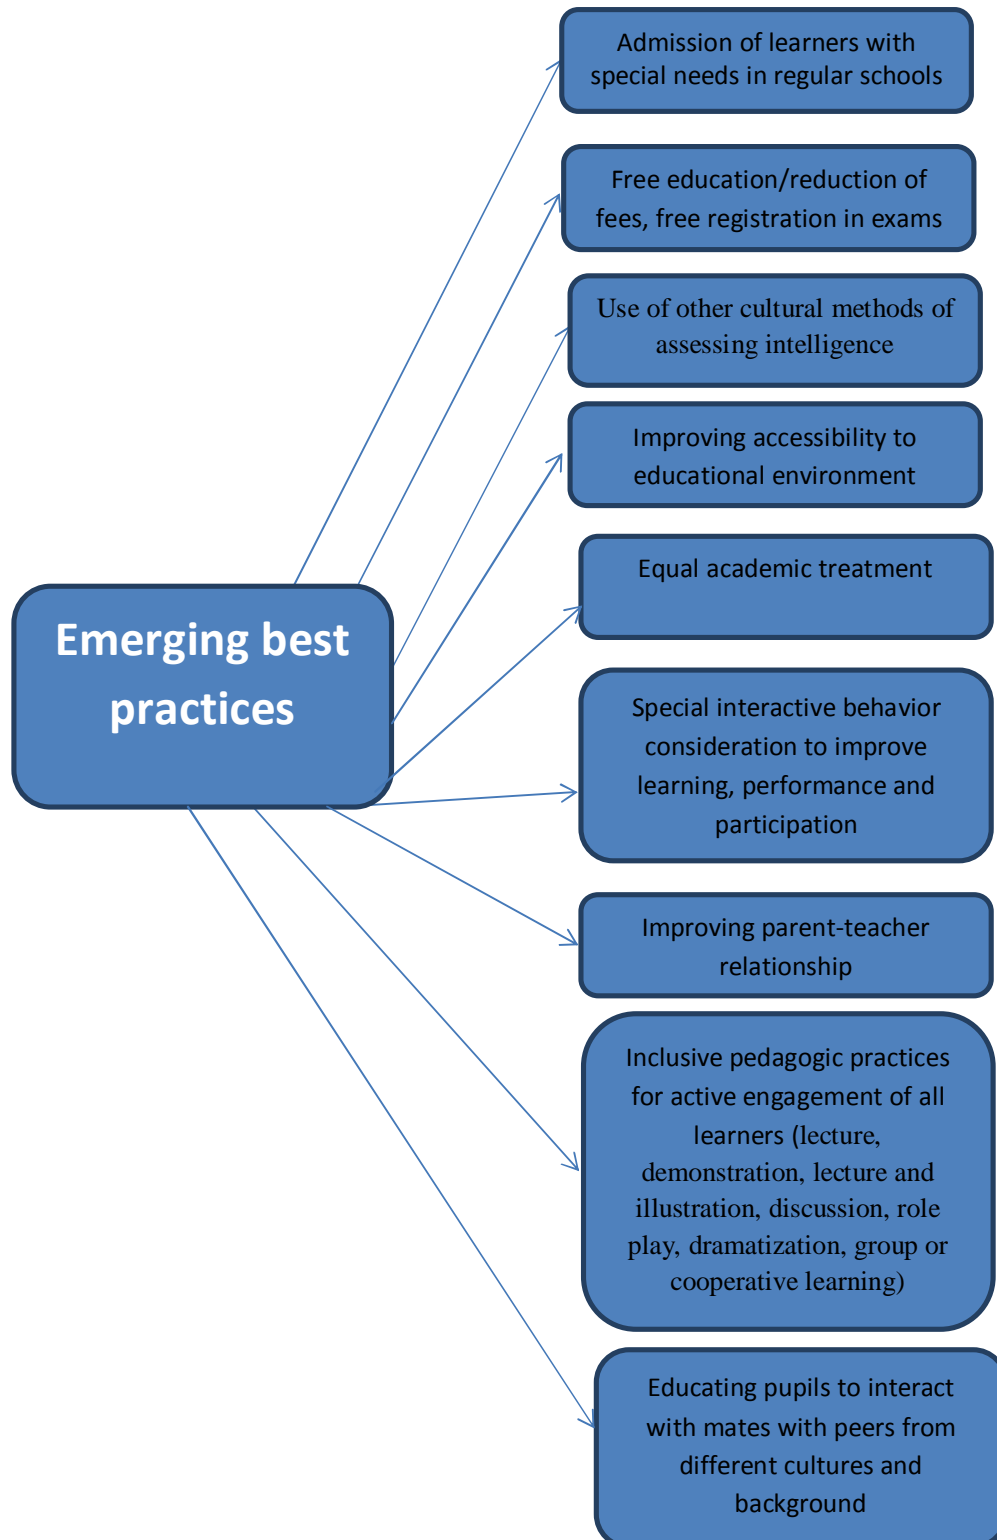 Admission of learners with
special needs in regular schools
Free education/reduction of
fees, free registration in exams
Use of other cultural methods of
assessing intelligence
Improving accessibility to
educational environment
Equal academic treatment
Emerging best
practices
Special interactive behavior
consideration to improve
learning, performance and
participation
Improving parent-teacher
relationship
Inclusive pedagogic practices
for active engagement of all
learners (lecture,
demonstration, lecture and
illustration, discussion, role
play, dramatization, group or
cooperative learning)
Educating pupils to interact
with mates with peers from
different cultures and
background